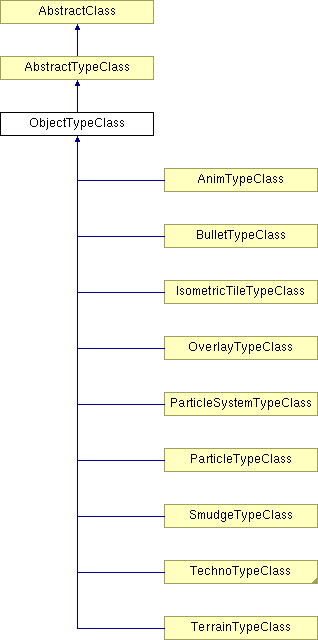 AbstractClass
AbstractTypeClass
ObjectTypeClass
AnimTypeClass
BulletTypeClass
IsometricTileTypeClass
OverlayTypeClass
ParticleSystemTypeClass
ParticleTypeClass
SmudgeTypeClass
TechnoTypeClass
TerrainTypeClass